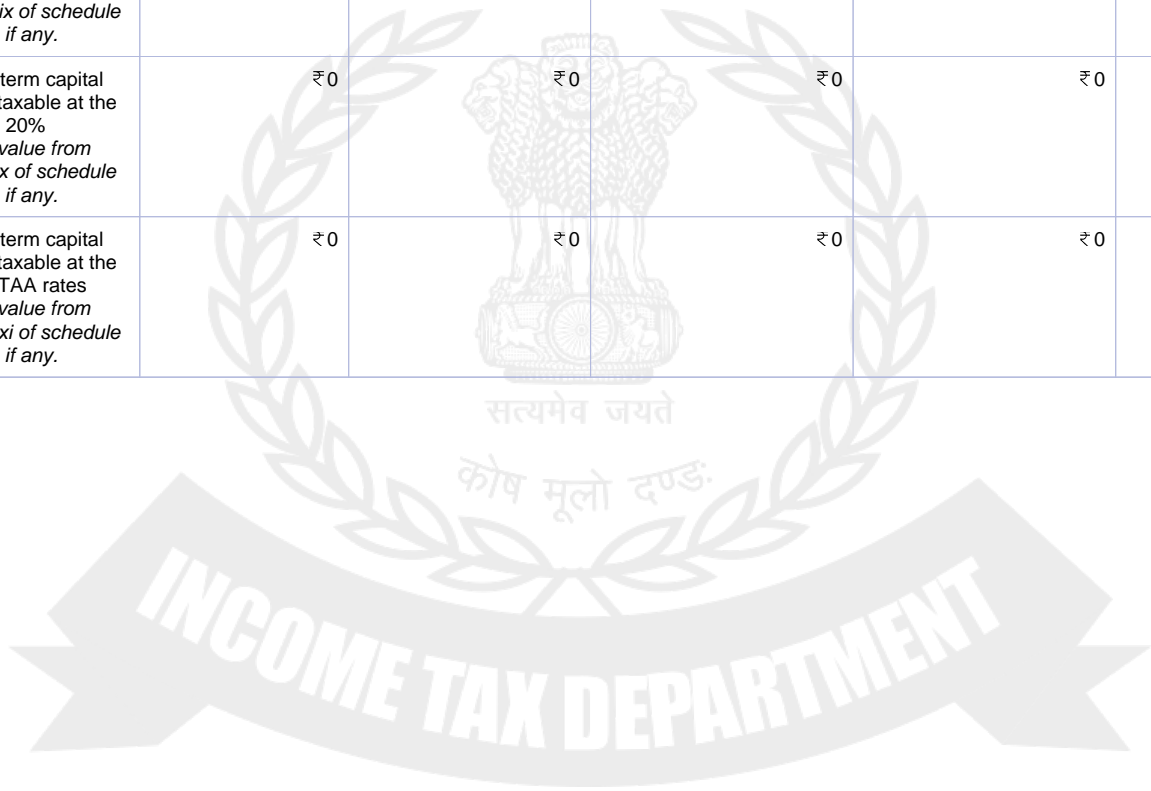 ix of schedule
if any.
term capital ₹0 ₹0 ₹0 ₹0
taxable at the
20%
value from
x of schedule
if any.
term capital ₹0 ₹0 ₹0 ₹0
taxable at the
TAA rates
value from
xi of schedule
if any.
सत्यमेव जयते
कोष मूलो दण्डः
INCOME TAX DEPARTMENT